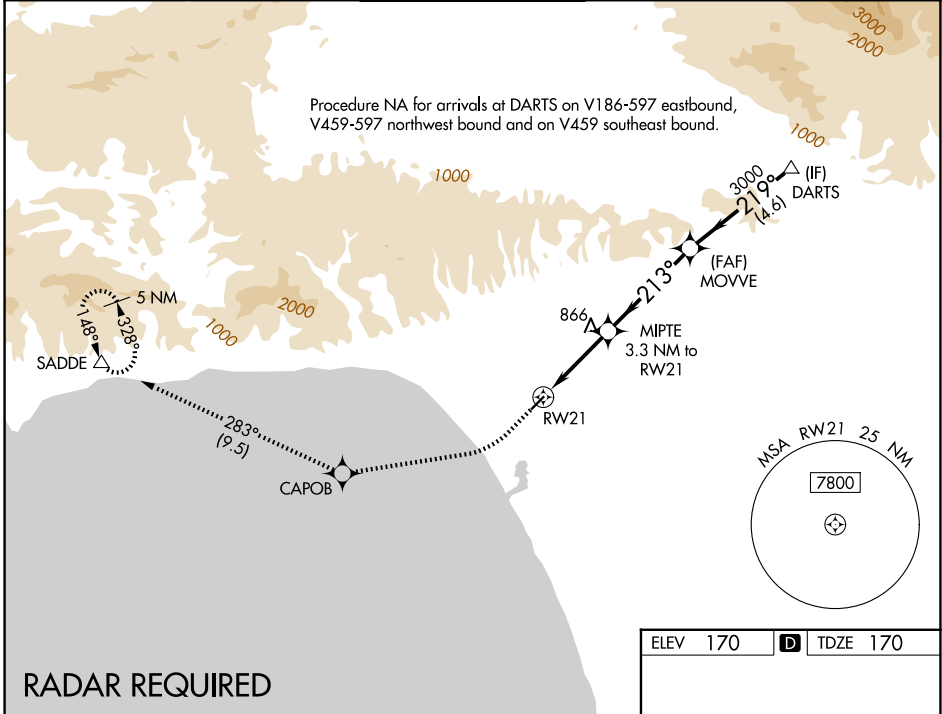 3000
2000
Procedure NA for arrivals at DARTS on V186-597 eastbound,
V459-597 northwest bound and on V459 southeast bound.
1000
1000
3000
219°
(4.6)
(IF)
DARTS
(FAF)
MOVVE
213°
866
MIPTE
3.3 NM to
RW21
RW21
5 NM
148°
328°
SADDE
1000
2000
283°
(9.5)
CAPOB
MSA RW21 25 NM
7800
ELEV 170 D TDZE 170
RADAR REQUIRED